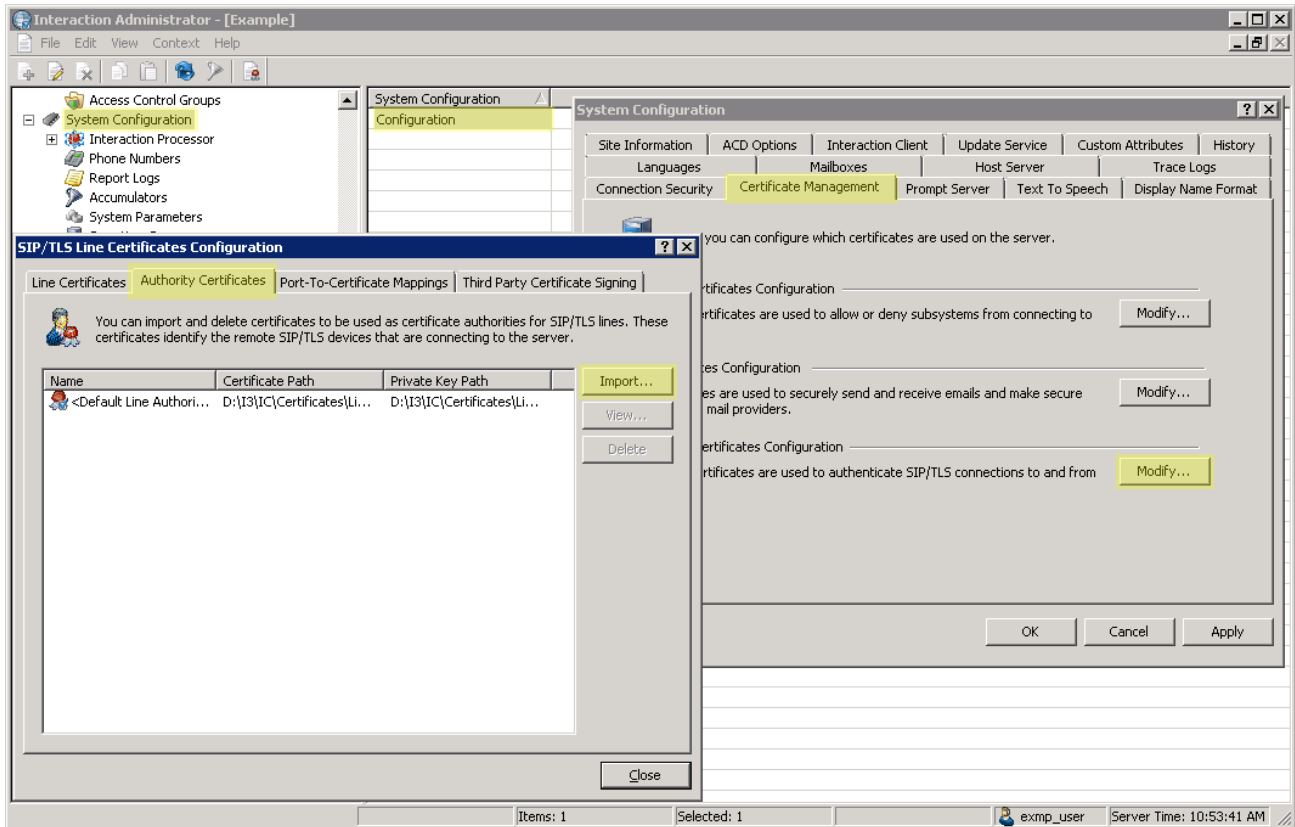 Interaction Administrator - [Example]
File Edit View Context Help
Access Control Groups
System Configuration
Interaction Processor
Phone Numbers
Report Logs
Accumulators
System Parameters
System Configuration
Configuration
System Configuration
Site Information ACD Options Interaction Client Update Service Custom Attributes History
Languages Mailboxes Host Server Trace Logs
Connection Security Certificate Management Prompt Server Text To Speech Display Name Format
you can configure which certificates are used on the server.
rtificates Configuration
ertificates are used to allow or deny subsystems from connecting to Modify...
es Configuration
es are used to securely send and receive emails and make secure Modify...
mail providers.
ertificates Configuration
rtificates are used to authenticate SIP/TLS connections to and from Modify...
OK Cancel Apply
SIP/TLS Line Certificates Configuration
Line Certificates Authority Certificates Port-To-Certificate Mappings Third Party Certificate Signing
You can import and delete certificates to be used as certificate authorities for SIP/TLS lines. These
certificates identify the remote SIP/TLS devices that are connecting to the server.
Name Certificate Path Private Key Path Import...
<Default Line Authori... D:\I3\IC\Certificates\Li... D:\I3\IC\Certificates\Li...
View...
Delete
Close
Items: 1 Selected: 1 exmp_user Server Time: 10:53:41 AM